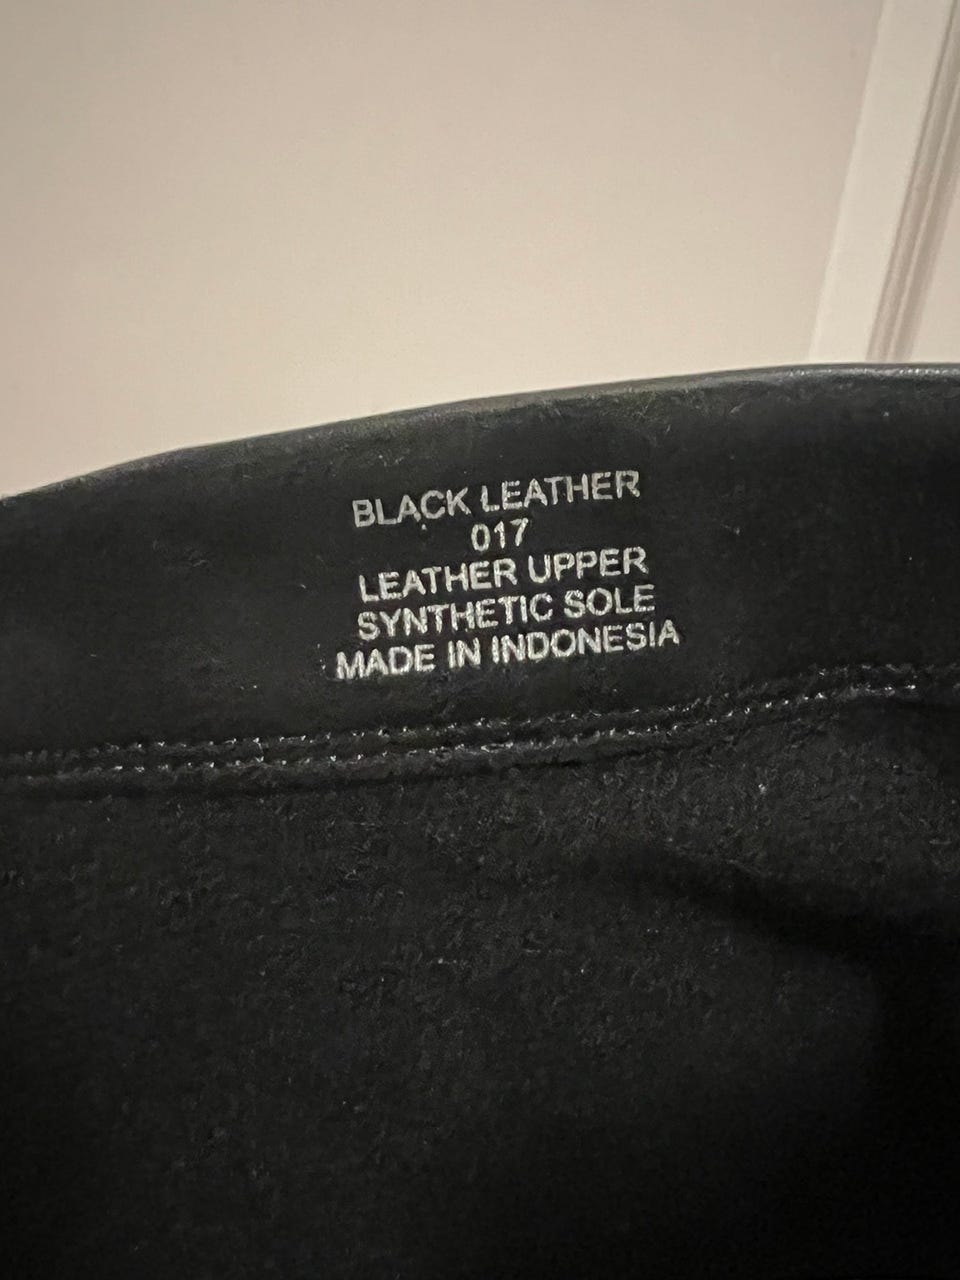 BLACK LEATHER
017
LEATHER UPPER
SYNTHETIC SOLE
MADE IN INDONESIA